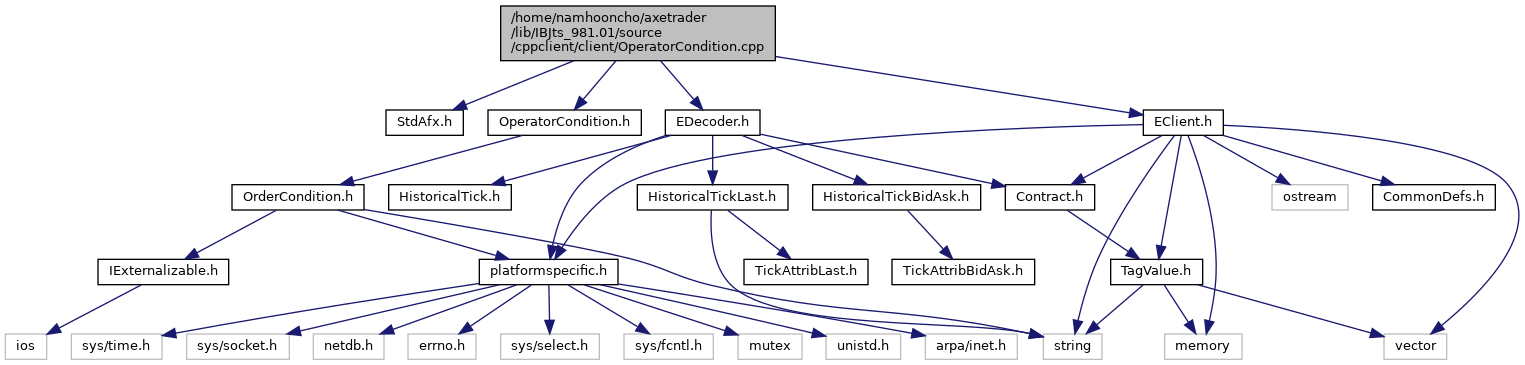 /home/namhooncho/axetrader
/lib/IBJts_981.01/source
/cppclient/client/OperatorCondition.cpp
StdAfx.h
OperatorCondition.h
EDecoder.h
EClient.h
OrderCondition.h
HistoricalTick.h
HistoricalTickLast.h
HistoricalTickBidAsk.h
Contract.h
ostream
CommonDefs.h
IExternalizable.h
platformspecific.h
TickAttribLast.h
TickAttribBidAsk.h
TagValue.h
ios
sys/time.h
sys/socket.h
netdb.h
errno.h
sys/select.h
sys/fcntl.h
mutex
unistd.h
arpa/inet.h
string
memory
vector